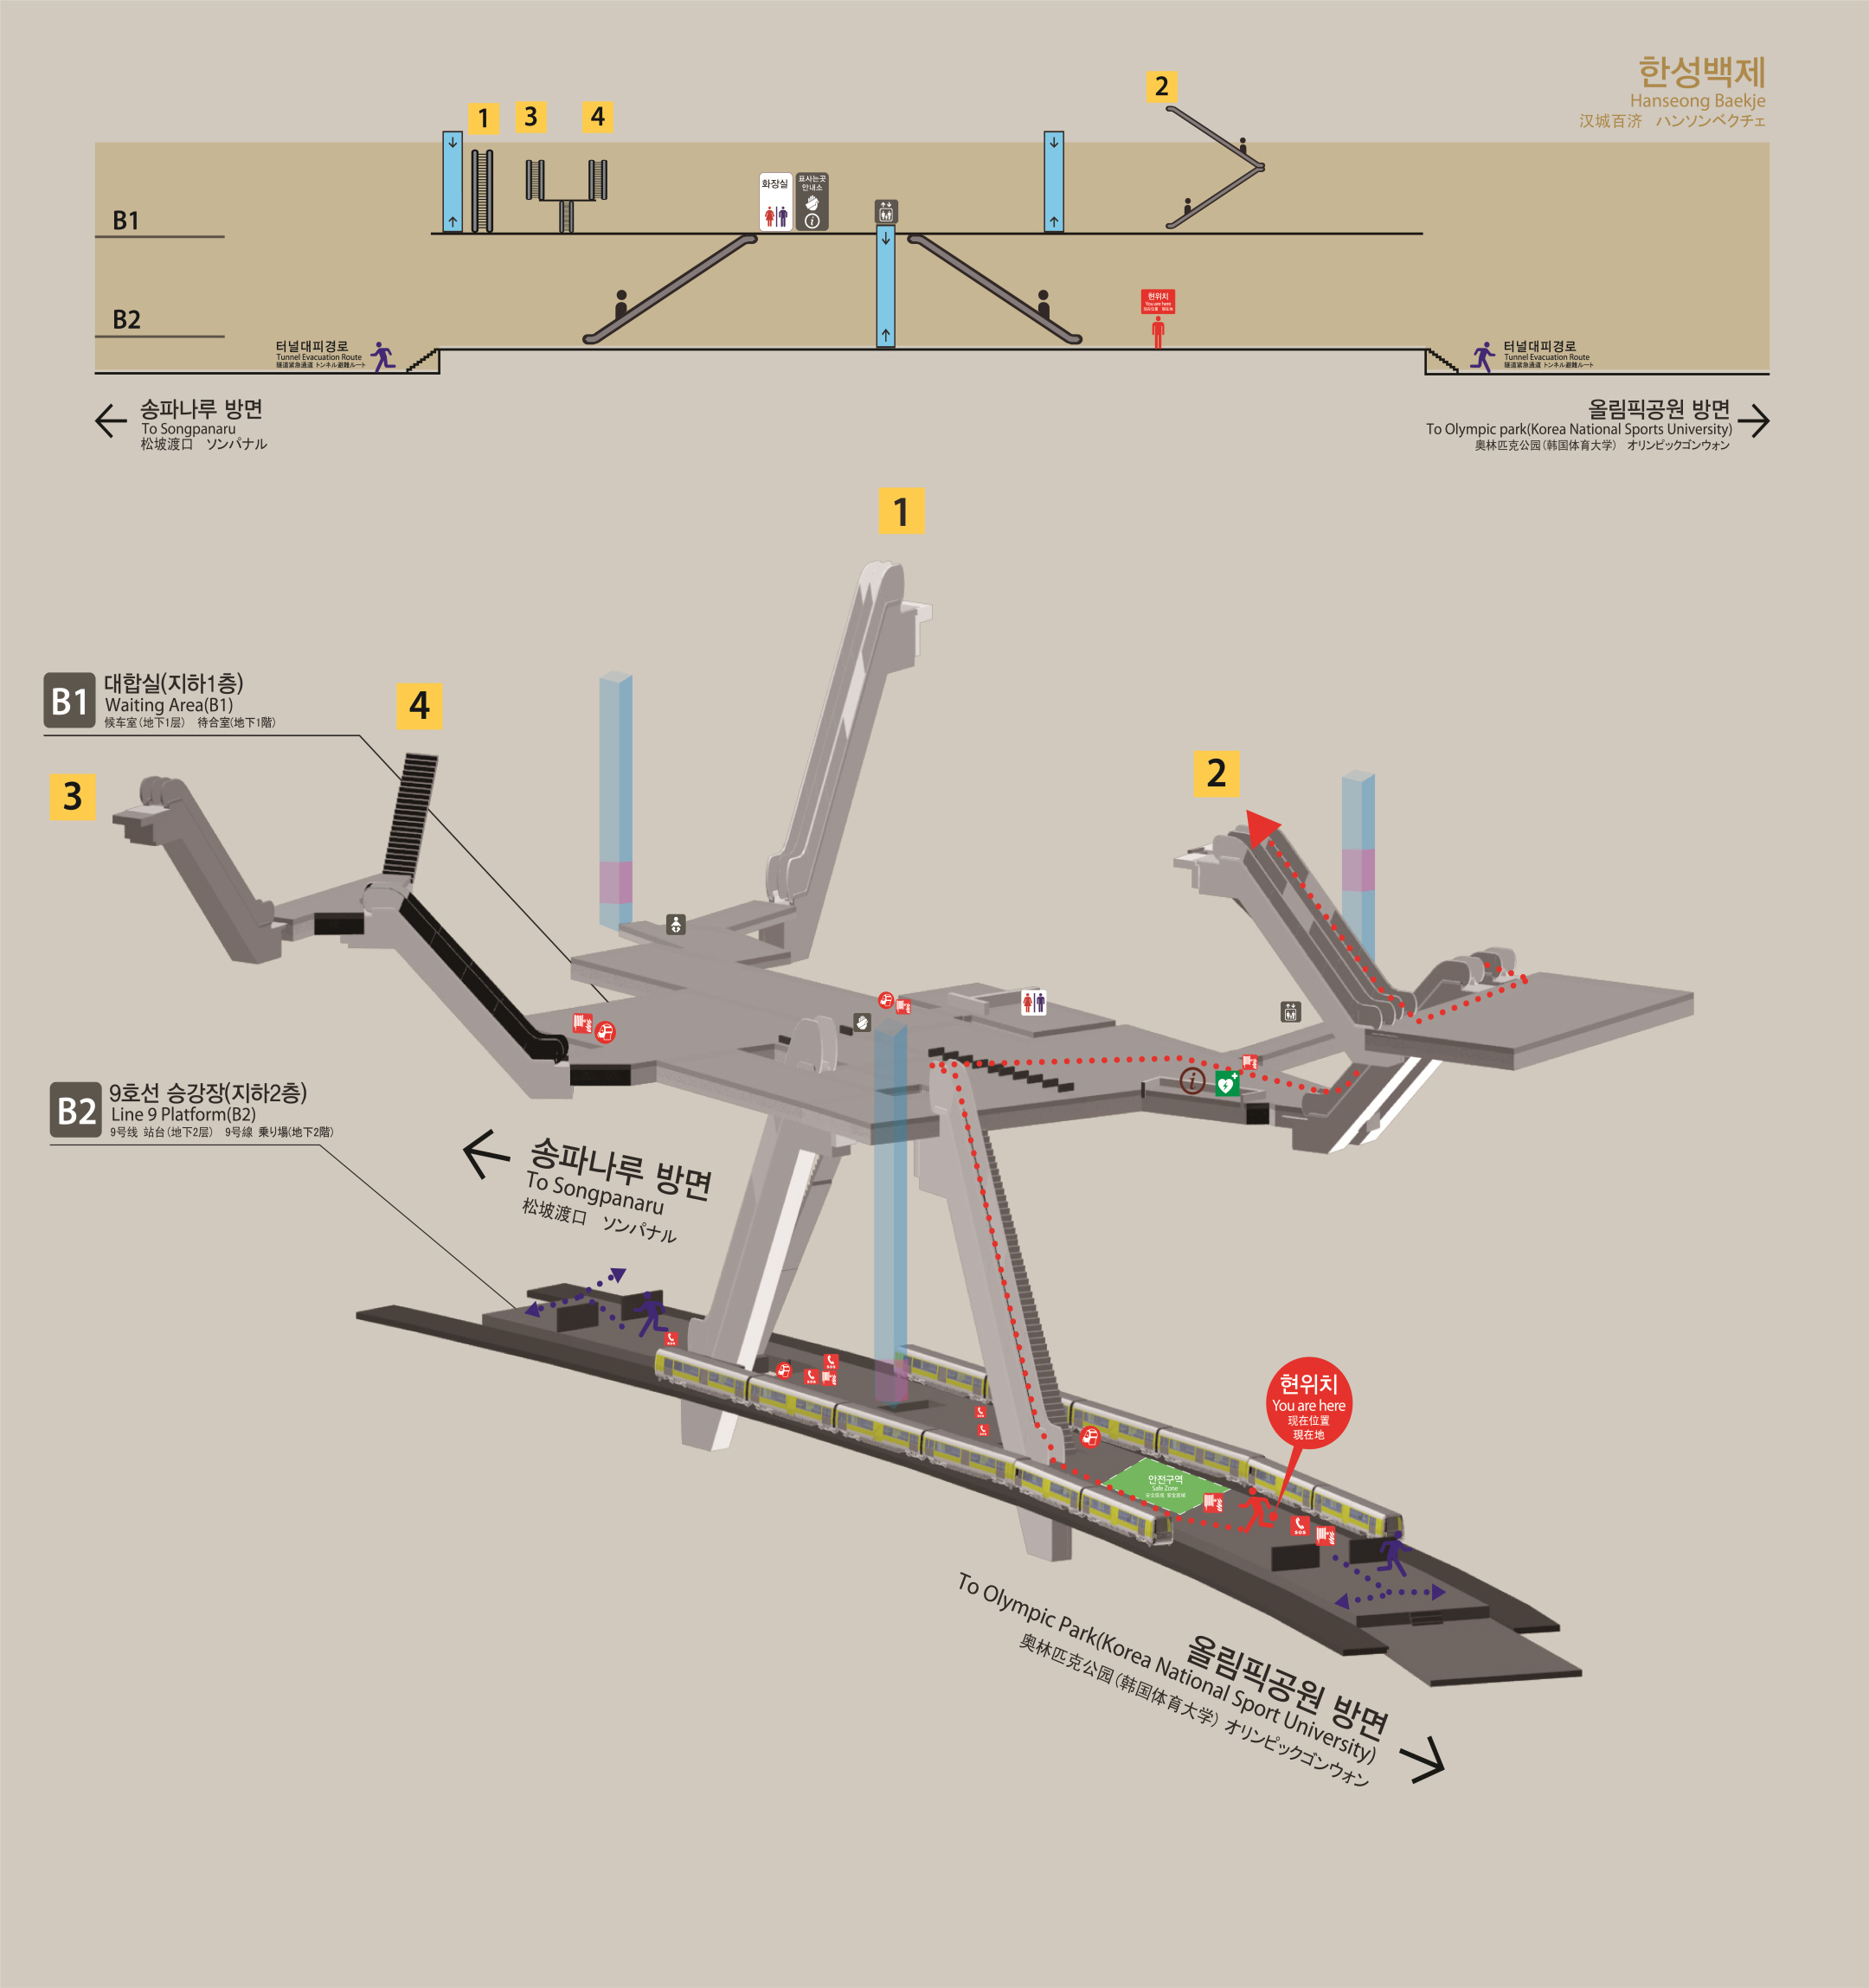 한성백제
Hanseong Baekje
汉城百济 ハンソンベクチェ
1
3
4
2
화장실
표사는곳
안내소
B1
현위치
You are here
现在位置 現在地
B2
터널대피경로
Tunnel Evacuation Route
隧道紧急通道 トンネル避難ルート
터널대피경로
Tunnel Evacuation Route
隧道紧急通道 トンネル避難ルート
송파나루 방면
To Songpanaru
松坡渡口 ソンパナル
올림픽공원 방면
To Olympic park(Korea National Sports University)
奥林匹克公园(韩国体育大学) オリンピックゴンウォン
1
B1
대합실(지하1층)
Waiting Area(B1)
候车室(地下1层) 待合室(地下1階)
4
3
2
B2
9호선 승강장(지하2층)
Line 9 Platform(B2)
9号线 站台(地下2层) 9号線 乗り場(地下2階)
송파나루 방면
To Songpanaru
松坡渡口 ソンパナル
현위치
You are here
现在位置
現在地
안전구역
Safe Zone
올림픽공원 방면
To Olympic Park(Korea National Sport University)
奥林匹克公园(韩国体育大学) オリンピックゴンウォン